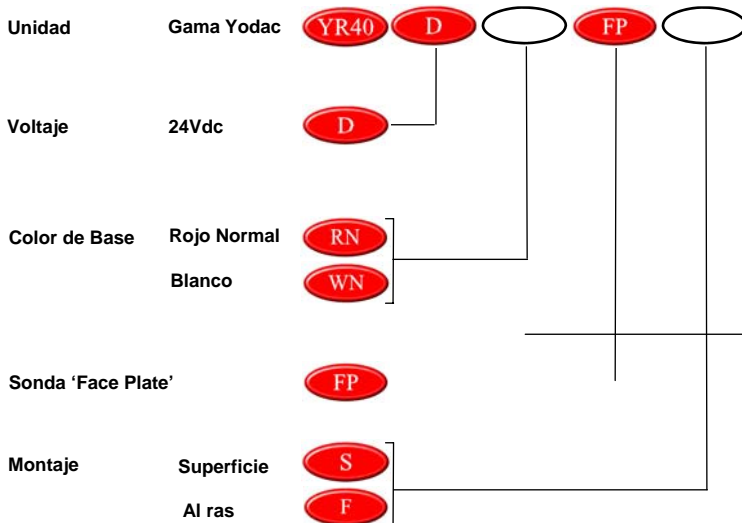 Unidad Gama Yodac YR40 D FP
Voltaje 24Vdc D
Color de Base Rojo Normal RN
Blanco WN
Sonda ‘Face Plate’ FP
Montaje Superficie S
Al ras F